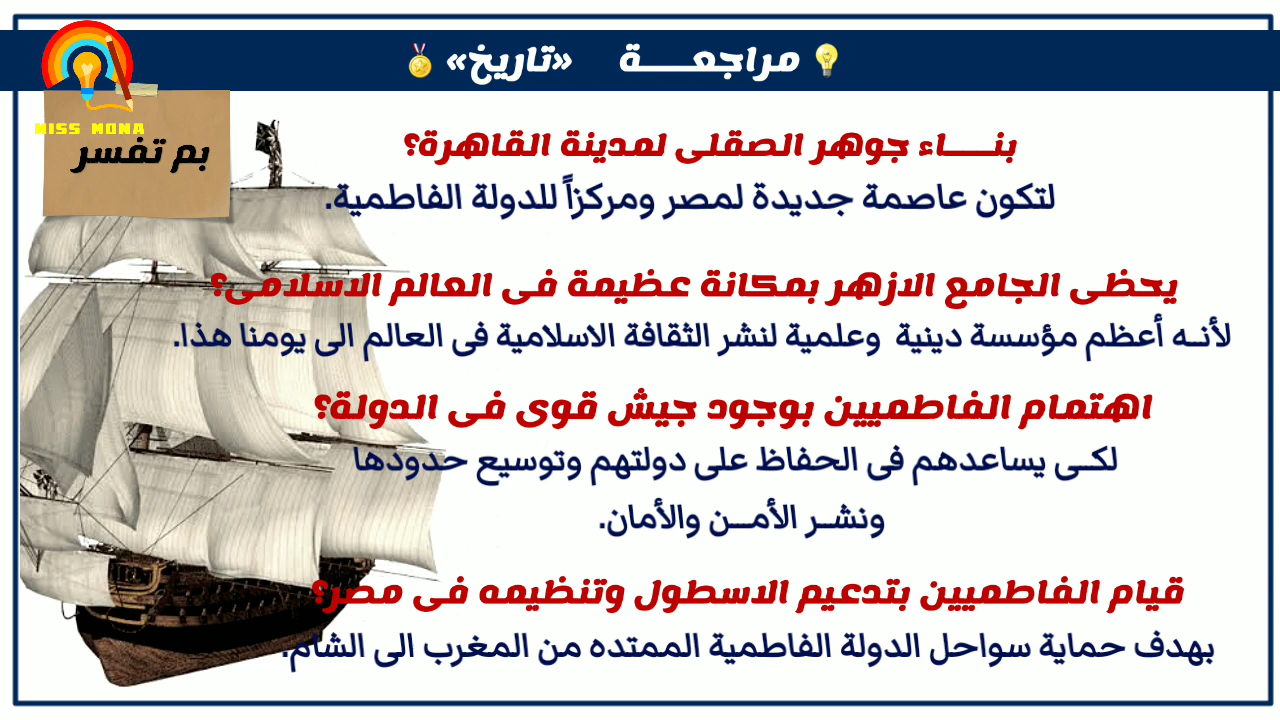 مراجعـــــة «تاريخ»
MISS MONA
بم تفسر
بنـــــاء جوهر الصقلى لمدينة القاهرة؟
لتكون عاصمة جديدة لمصر ومركزاً للدولة الفاطمية.
يحظى الجامع الازهر بمكانة عظيمة فى العالم الاسلامى؟
لأنـه أعظم مؤسسة دينية وعلمية لنشر الثقافة الاسلامية فى العالم الى يومنا هذا.
اهتمام الفاطميين بوجود جيش قوى فى الدولة؟
لكـى يساعدهم فى الحفاظ على دولتهم وتوسيع حدودها
ونشـر الأمـــن والأمان.
قيام الفاطميين بتدعيم الاسطول وتنظيمه فى مصر؟
بهدف حماية سواحل الدولة الفاطمية الممتده من المغرب الى الشام.